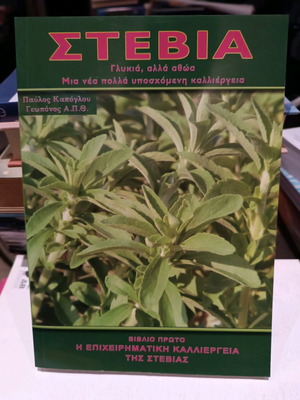 ΣΤΕΒΙΑ
Γλυκιά, αλλά αθώα
Μια νέα πολλά υποσχόμενη καλλιέργεια
Παύλος Καπόγλου
Γεωπόνος Α.Π.Θ.
ΒΙΒΛΙΟ ΠΡΩΤΟ
Η ΕΠΙΧΕΙΡΗΜΑΤΙΚΗ ΚΑΛΛΙΕΡΓΕΙΑ
ΤΗΣ ΣΤΕΒΙΑΣ